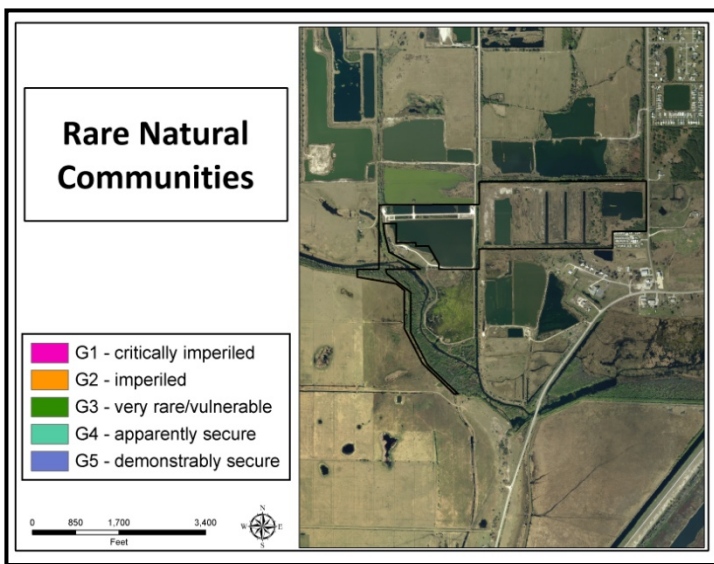 Rare Natural
Communities
G1 - critically imperiled
G2 - imperiled
G3 - very rare/vulnerable
G4 - apparently secure
G5 - demonstrably secure
0 850 1,700 3,400
Feet
N
W E
S